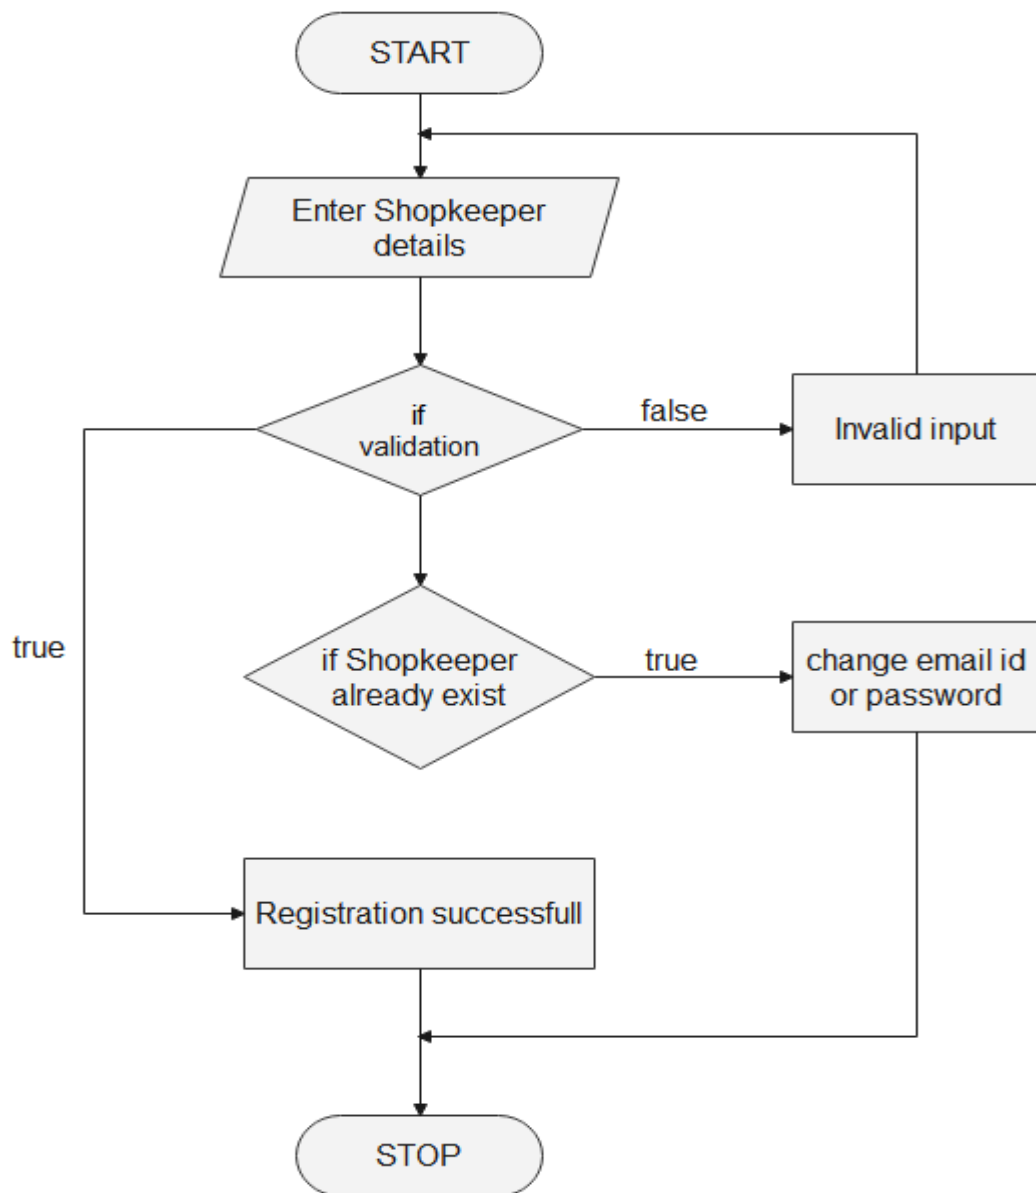 START
Enter Shopkeeper
details
if
validation
false
Invalid input
true
if Shopkeeper
already exist
true
change email id
or password
Registration successfull
STOP